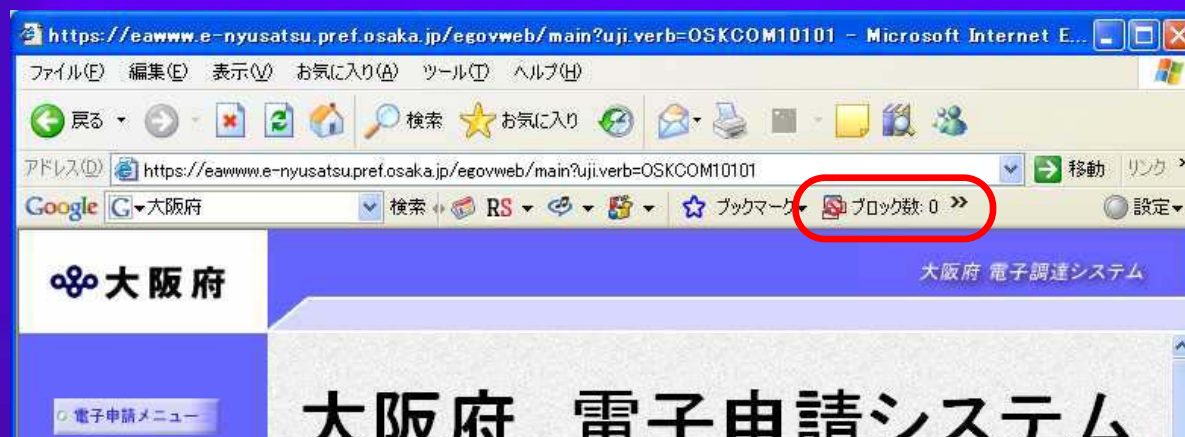 https://eawww.e-nyusatsu.pref.osaka.jp/egovweb/main?uji.verb=OSKCOM10101 - Microsoft Internet E...
ファイル(F) 編集(E) 表示(V) お気に入り(A) ツール(T) ヘルプ(H)
戻る 検索 お気に入り
アドレス(D) https://eawww.e-nyusatsu.pref.osaka.jp/egovweb/main?uji.verb=OSKCOM10101 移動 リンク »
Google G 大阪府 検索 RS ブックマーク ブロック数: 0 » 設定
大阪府 大阪府 電子調達システム
電子申請メニュー 大阪府 電子申請システム